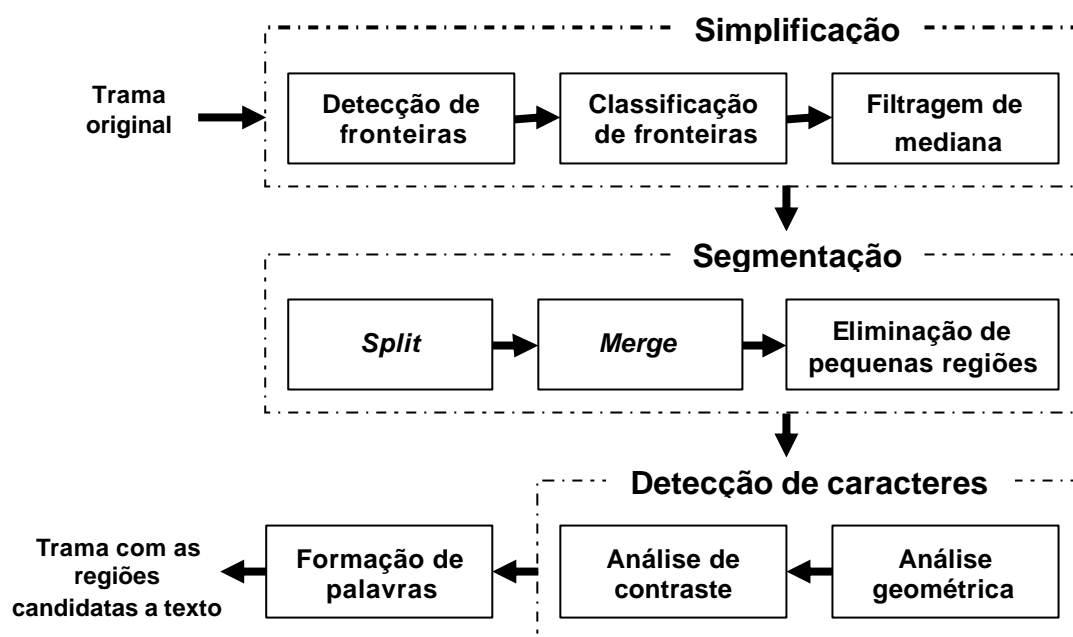 Simplificação
Trama
original
Detecção de
fronteiras
Classificação
de fronteiras
Filtragem de
mediana
Segmentação
Split
Merge
Eliminação de
pequenas regiões
Detecção de caracteres
Trama com as
regiões
candidatas a texto
Formação de
palavras
Análise de
contraste
Análise
geométrica